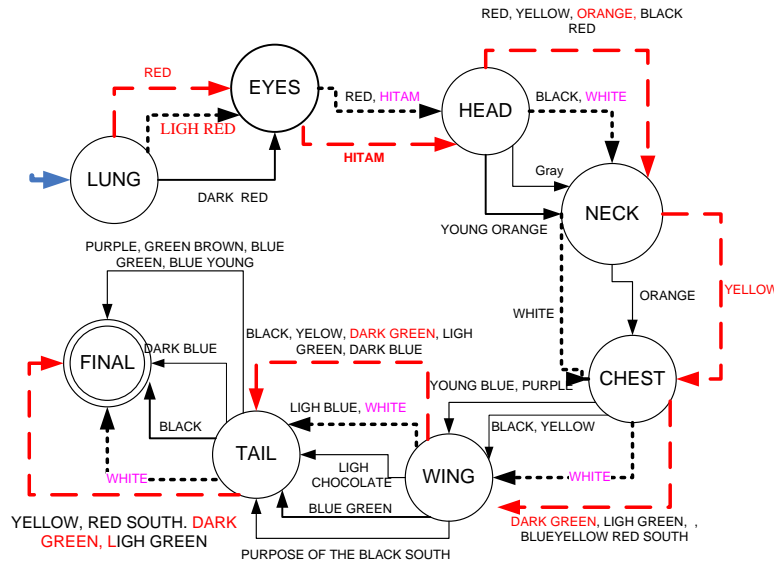 RED, YELLOW, ORANGE, BLACK
RED
RED
EYES
RED, HITAM
HEAD
BLACK, WHITE
LIGH RED
HITAM
Gray
LUNG
DARK RED
NECK
YOUNG ORANGE
PURPLE, GREEN BROWN, BLUE
GREEN, BLUE YOUNG
ORANGE
YELLOW
WHITE
BLACK, YELOW, DARK GREEN, LIGH
GREEN, DARK BLUE
DARK BLUE
FINAL
CHEST
YOUNG BLUE, PURPLE
LIGH BLUE, WHITE
BLACK, YELLOW
BLACK
TAIL
LIGH
CHOCOLATE
WING
WHITE
WHITE
BLUE GREEN
YELLOW, RED SOUTH. DARK
GREEN, LIGH GREEN
DARK GREEN, LIGH GREEN, ,
BLUEYELLOW RED SOUTH
PURPOSE OF THE BLACK SOUTH